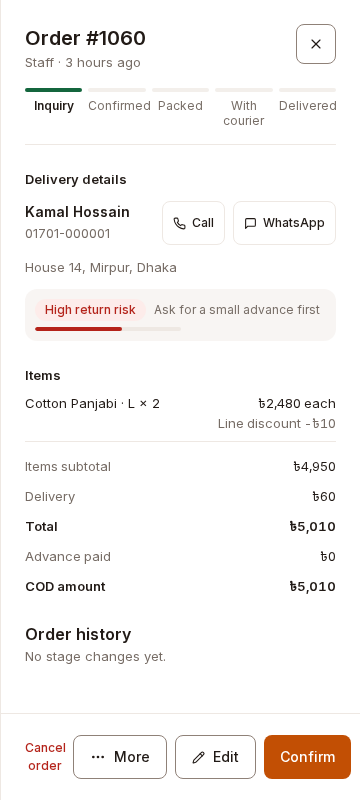 Order #1060
Staff · 3 hours ago
Inquiry Confirmed Packed With courier Delivered
Delivery details
Kamal Hossain
01701-000001
Call WhatsApp
House 14, Mirpur, Dhaka
High return risk Ask for a small advance first
Items
Cotton Panjabi · L × 2 ৳2,480 each
Line discount -৳10
Items subtotal ৳4,950
Delivery ৳60
Total ৳5,010
Advance paid ৳0
COD amount ৳5,010
Order history
No stage changes yet.
Cancel order ··· More Edit Confirm